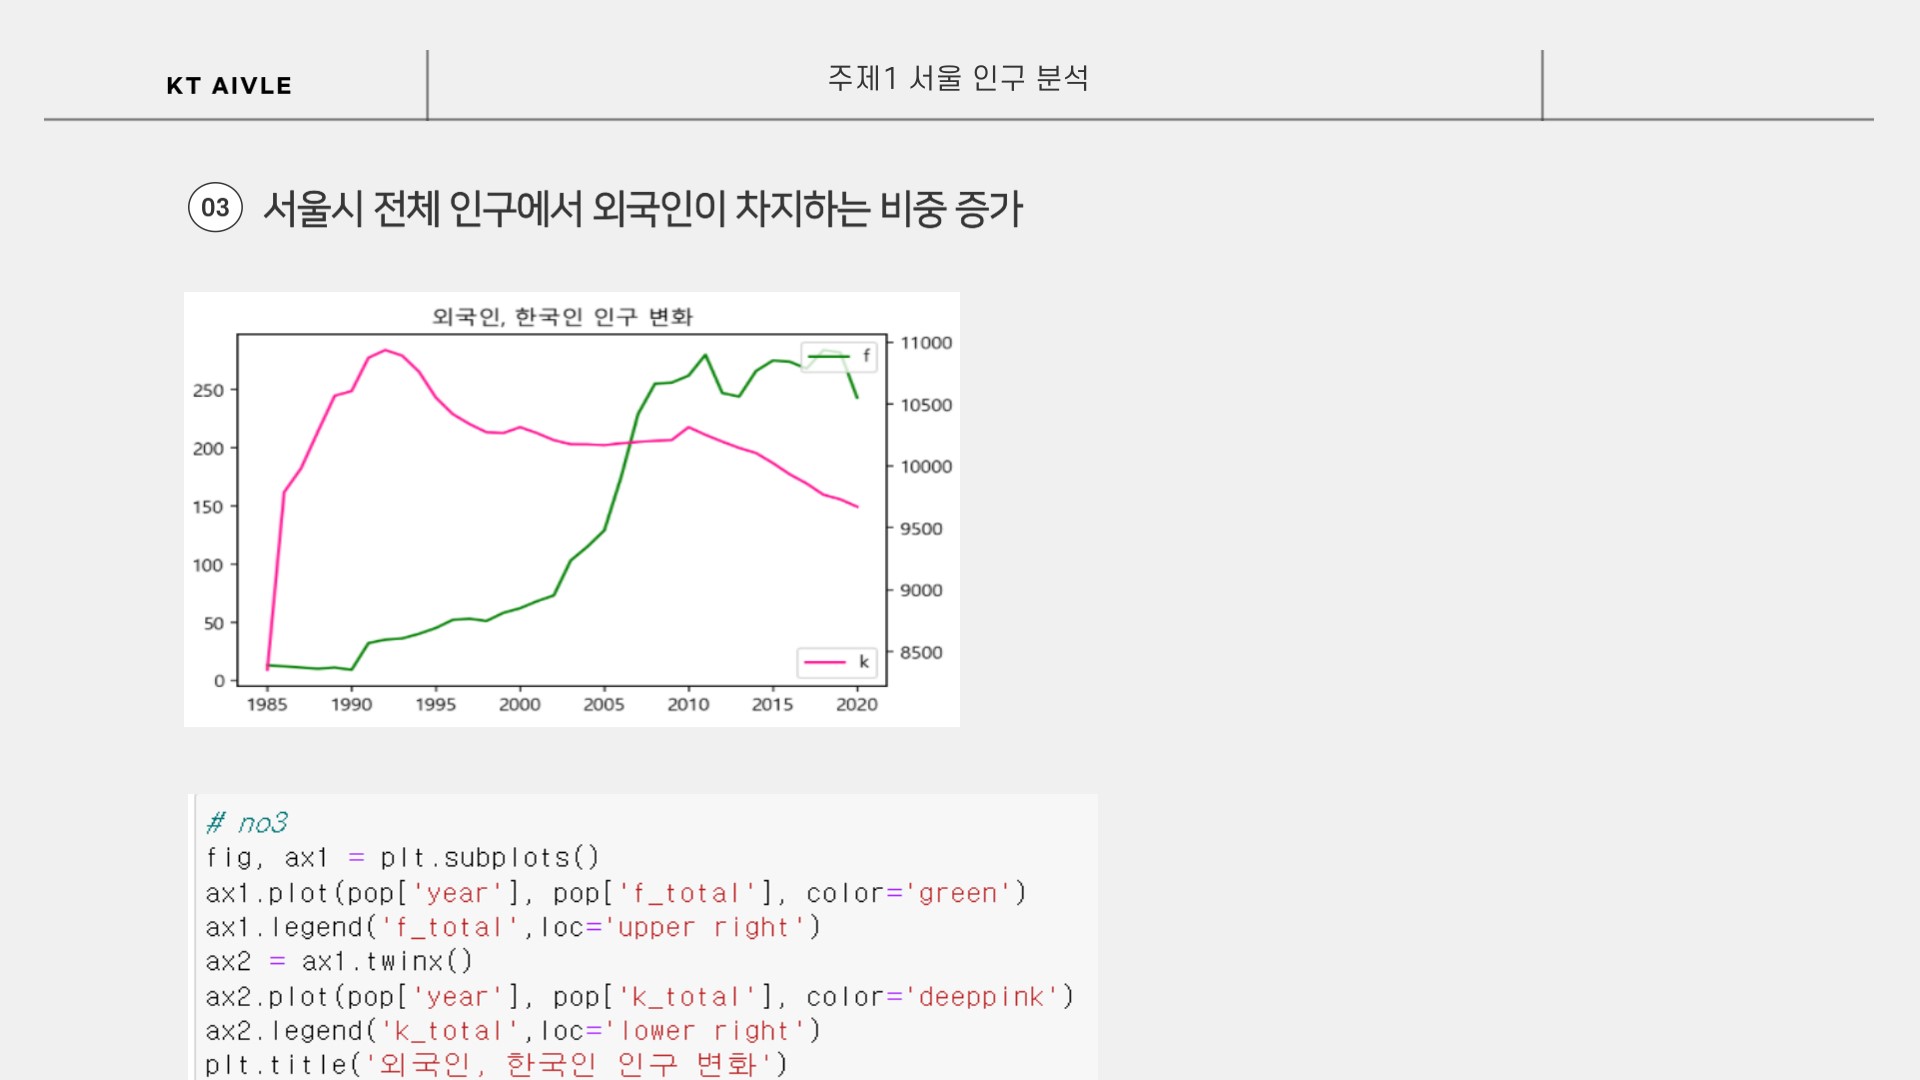 KT AIVLE
주제1 서울 인구 분석
03 서울시 전체 인구에서 외국인이 차지하는 비중 증가
외국인, 한국인 인구 변화
f
k
250
200
150
100
50
0
11000
10500
10000
9500
9000
8500
1985 1990 1995 2000 2005 2010 2015 2020
# no3
fig, ax1 = plt.subplots()
ax1.plot(pop['year'], pop['f_total'], color='green')
ax1.legend('f_total',loc='upper right')
ax2 = ax1.twinx()
ax2.plot(pop['year'], pop['k_total'], color='deeppink')
ax2.legend('k_total',loc='lower right')
plt.title('외국인, 한국인 인구 변화')